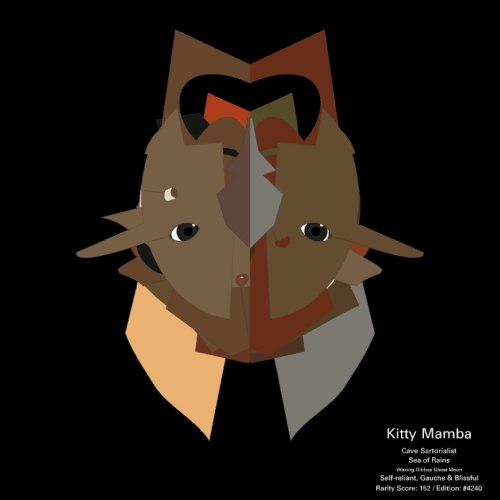 Kitty Mamba
Cave Sartorialist
Sea of Rains
Waxing Gibbos Ghost Moon
Self-reliant, Gauche & Blissful
Rarity Score: 152 / Edition: #4240